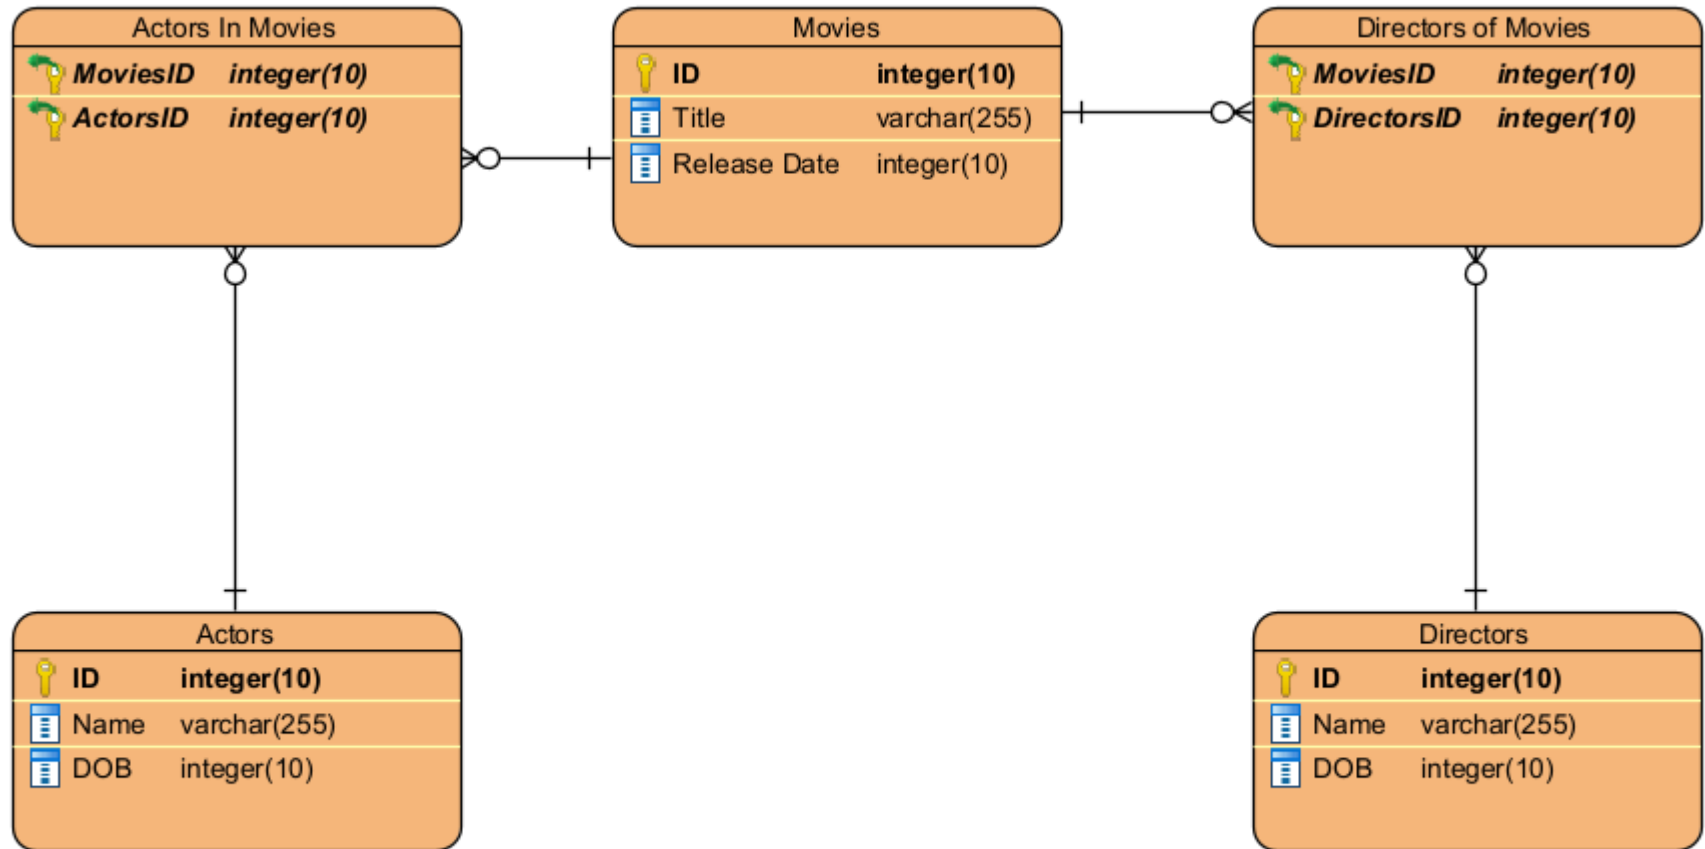 Actors In Movies
MoviesID integer(10)
ActorsID integer(10)
Movies
ID integer(10)
Title varchar(255)
Release Date integer(10)
Directors of Movies
MoviesID integer(10)
DirectorsID integer(10)
Actors
ID integer(10)
Name varchar(255)
DOB integer(10)
Directors
ID integer(10)
Name varchar(255)
DOB integer(10)